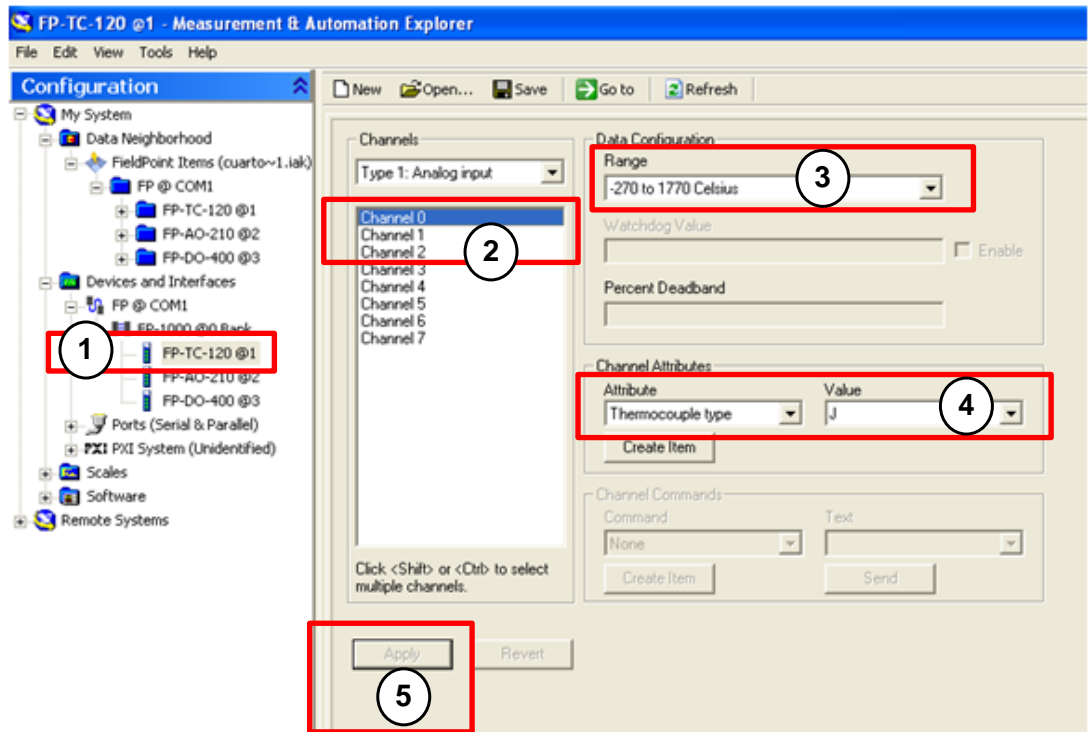 FP-TC-120 @1 - Measurement & Automation Explorer
File Edit View Tools Help
Configuration
My System
Data Neighborhood
FieldPoint Items (cuarto~1.iak)
FP @ COM1
FP-TC-120 @1
FP-AO-210 @2
FP-DO-400 @3
Devices and Interfaces
FP @ COM1
FP-1000 @0 Bank
1
FP-TC-120 @1
FP-AO-210 @2
FP-DO-400 @3
Ports (Serial & Parallel)
PXI PXI System (Unidentified)
Scales
Software
Remote Systems
New Open... Save Go to Refresh
Channels
Type 1: Analog input
Channel 0
Channel 1
Channel 2
2
Channel 3
Channel 4
Channel 5
Channel 6
Channel 7
Click <Shift> or <Ctrl> to select
multiple channels.
Apply Revert
5
Data Configuration
Range
-270 to 1770 Celsius
3
Watchdog Value
Enable
Percent Deadband
Channel Attributes
Attribute Value
Thermocouple type J
4
Create Item
Channel Commands
Command Text
None
Create Item Send